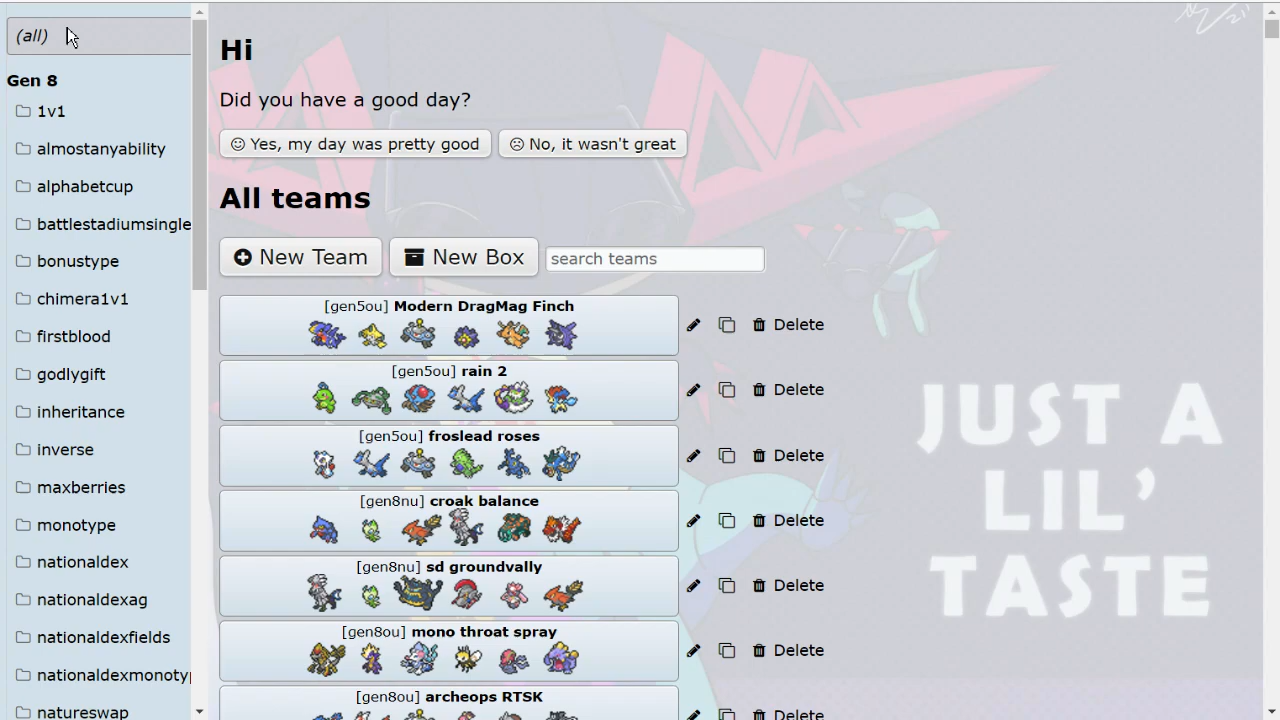 (all)
Gen 8
1v1
almostanyability
alphabetcup
battlestadiumsingle
bonustype
chimera1v1
firstblood
godlygift
inheritance
inverse
maxberries
monotype
nationaldex
nationaldexag
nationaldexfields
nationaldexmonoty
natureswap
Hi
Did you have a good day?
Yes, my day was pretty good
No, it wasn't great
All teams
New Team
New Box
search teams
[gen5ou] Modern DragMag Finch
Delete
[gen5ou] rain 2
Delete
[gen5ou] froslead roses
Delete
[gen8nu] croak balance
Delete
[gen8nu] sd groundvally
Delete
[gen8ou] mono throat spray
Delete
[gen8ou] archeops RTSK
Delete
JUST A
LIL'
TASTE